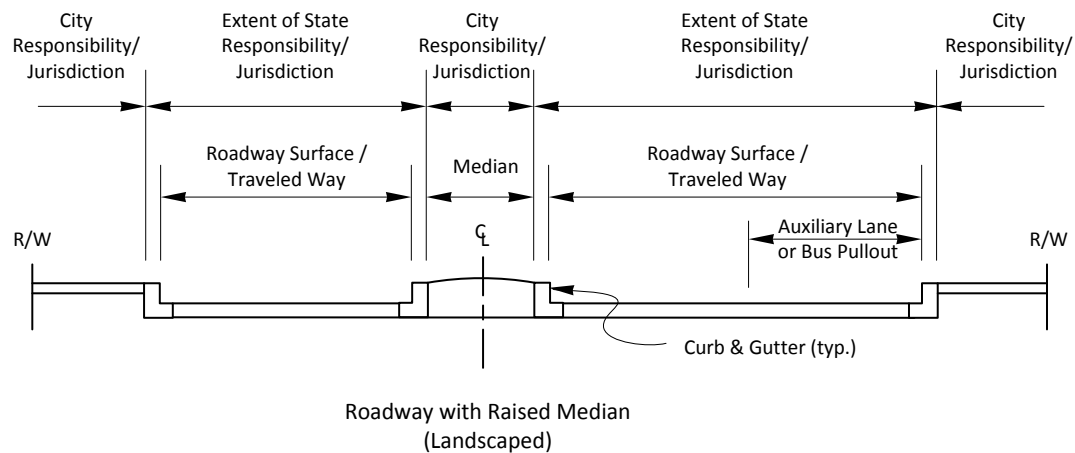 City
Responsibility/
Jurisdiction
Extent of State
Responsibility/
Jurisdiction
City
Responsibility/
Jurisdiction
Extent of State
Responsibility/
Jurisdiction
City
Responsibility/
Jurisdiction
Roadway Surface /
Traveled Way
Median
Roadway Surface /
Traveled Way
R/W
℄
Auxiliary Lane
or Bus Pullout
R/W
Curb & Gutter (typ.)
Roadway with Raised Median
(Landscaped)